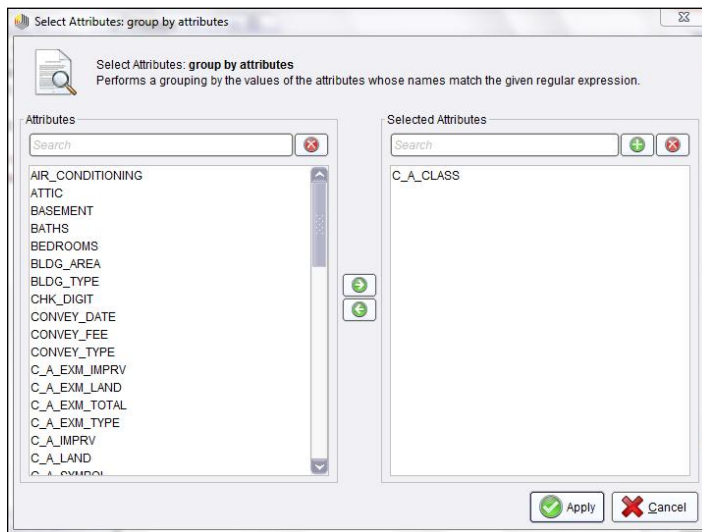 Select Attributes: group by attributes
Select Attributes: group by attributes
Performs a grouping by the values of the attributes whose names match the given regular expression.
Attributes
Search
AIR_CONDITIONING
ATTIC
BASEMENT
BATHS
BEDROOMS
BLDG_AREA
BLDG_TYPE
CHK_DIGIT
CONVEY_DATE
CONVEY_FEE
CONVEY_TYPE
C_A_EXM_IMPRV
C_A_EXM_LAND
C_A_EXM_TOTAL
C_A_EXM_TYPE
C_A_IMPRV
C_A_LAND
C_A_SYMBOL
Selected Attributes
Search
C_A_CLASS
Apply
Cancel